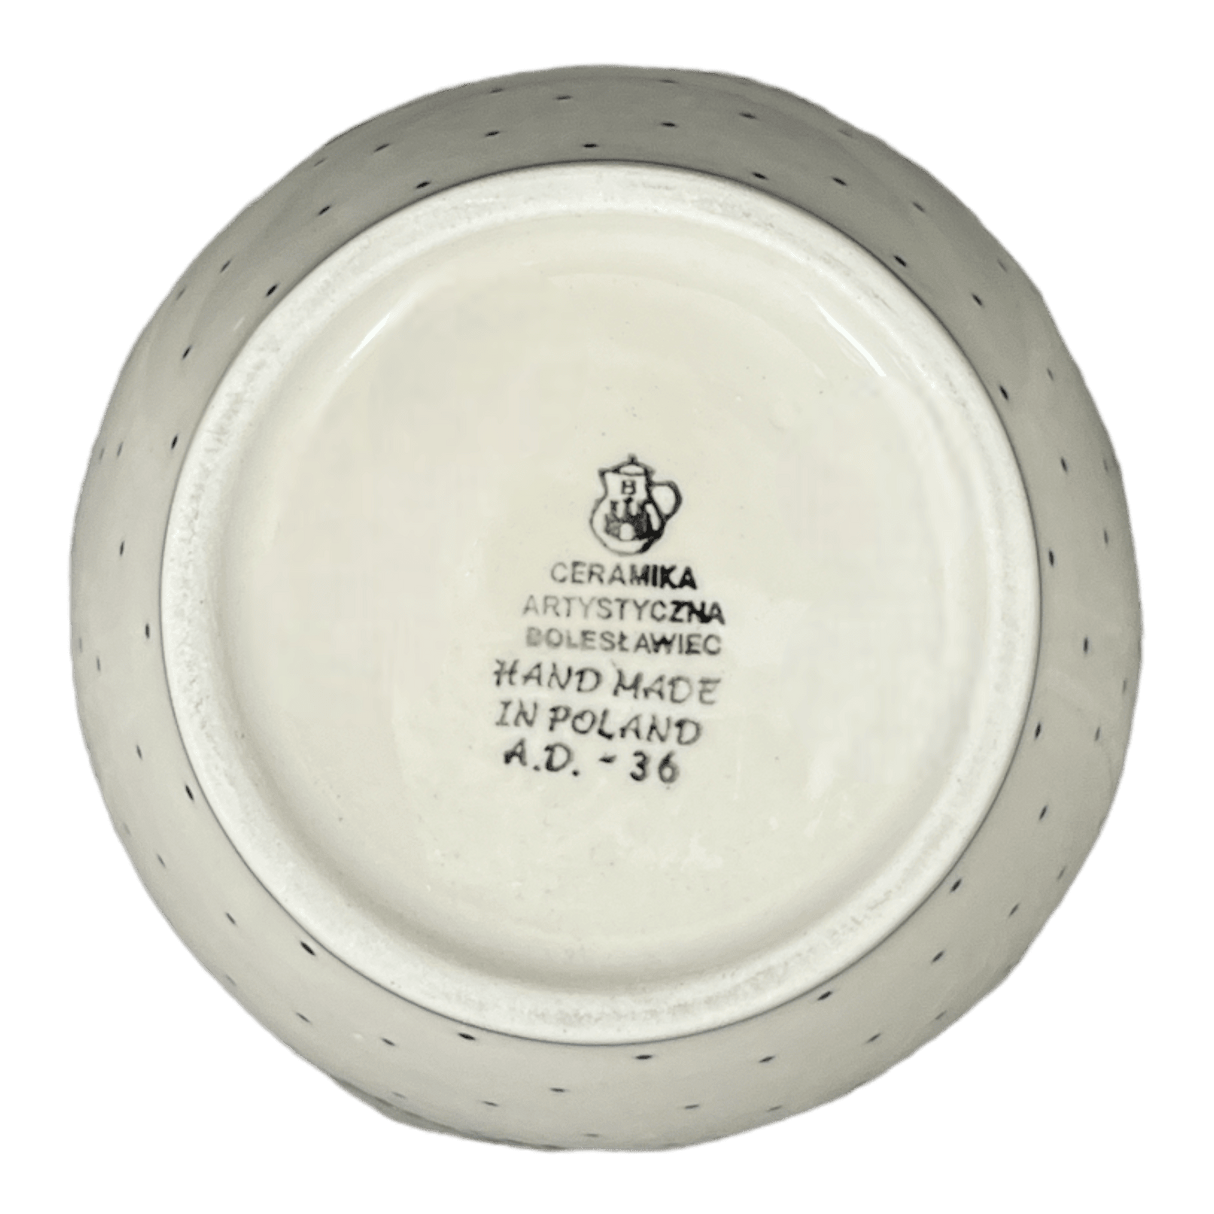 B
CERAMIKA
ARTYSTYCZNA
BOLESŁAWIEC
HAND MADE
IN POLAND
A.D. - 36